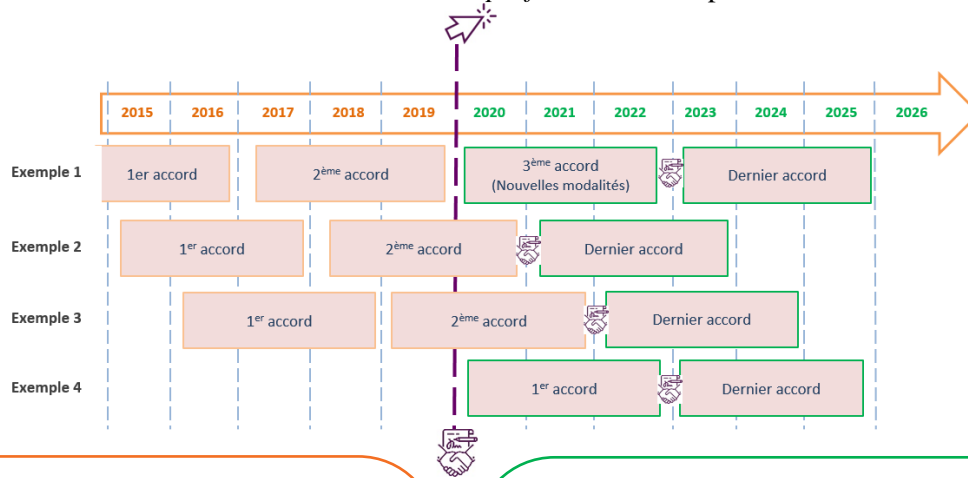 2015 2016 2017 2018 2019 2020 2021 2022 2023 2024 2025 2026
Exemple 1
1er accord
2ème accord
3ème accord
(Nouvelles modalités)
Dernier accord
Exemple 2
1er accord
2ème accord
Dernier accord
Exemple 3
1er accord
2ème accord
Dernier accord
Exemple 4
1er accord
Dernier accord